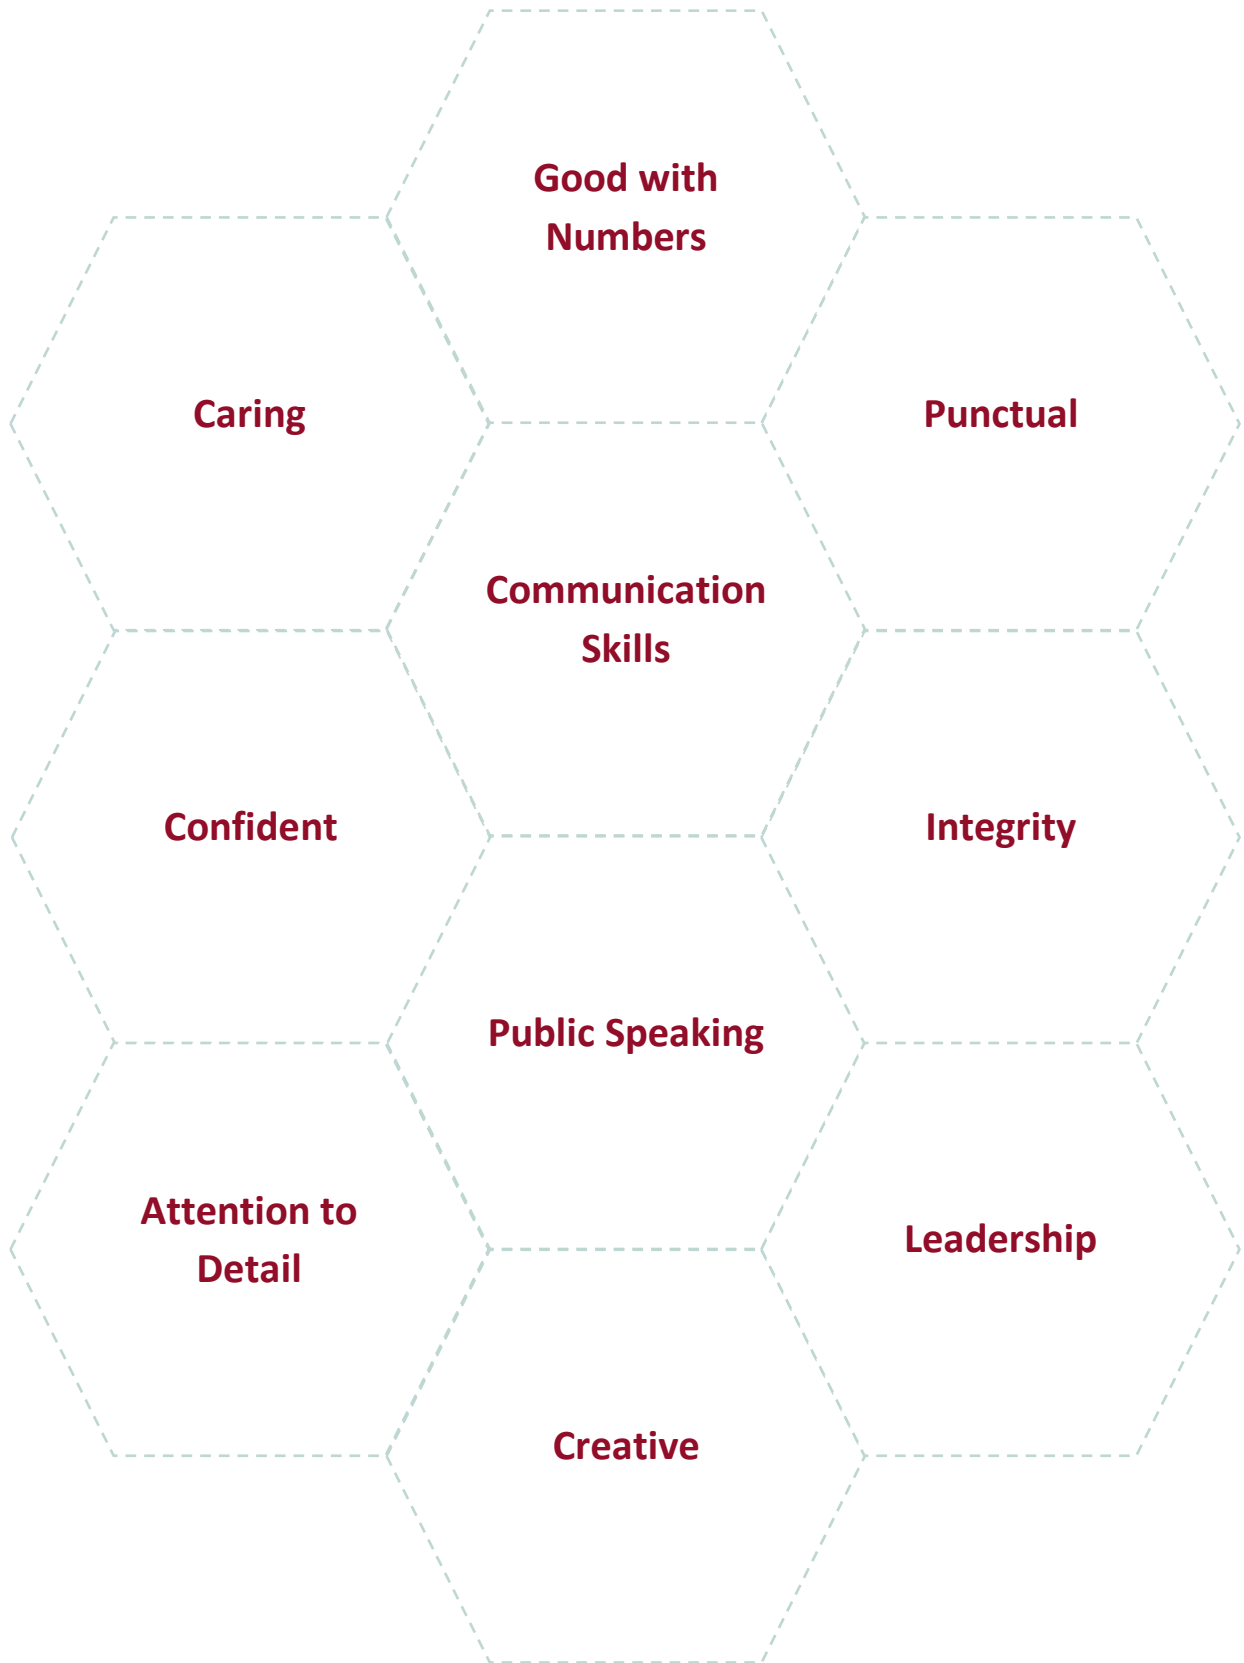 Good with
Numbers
Caring
Punctual
Communication
Skills
Confident
Integrity
Public Speaking
Attention to
Detail
Leadership
Creative